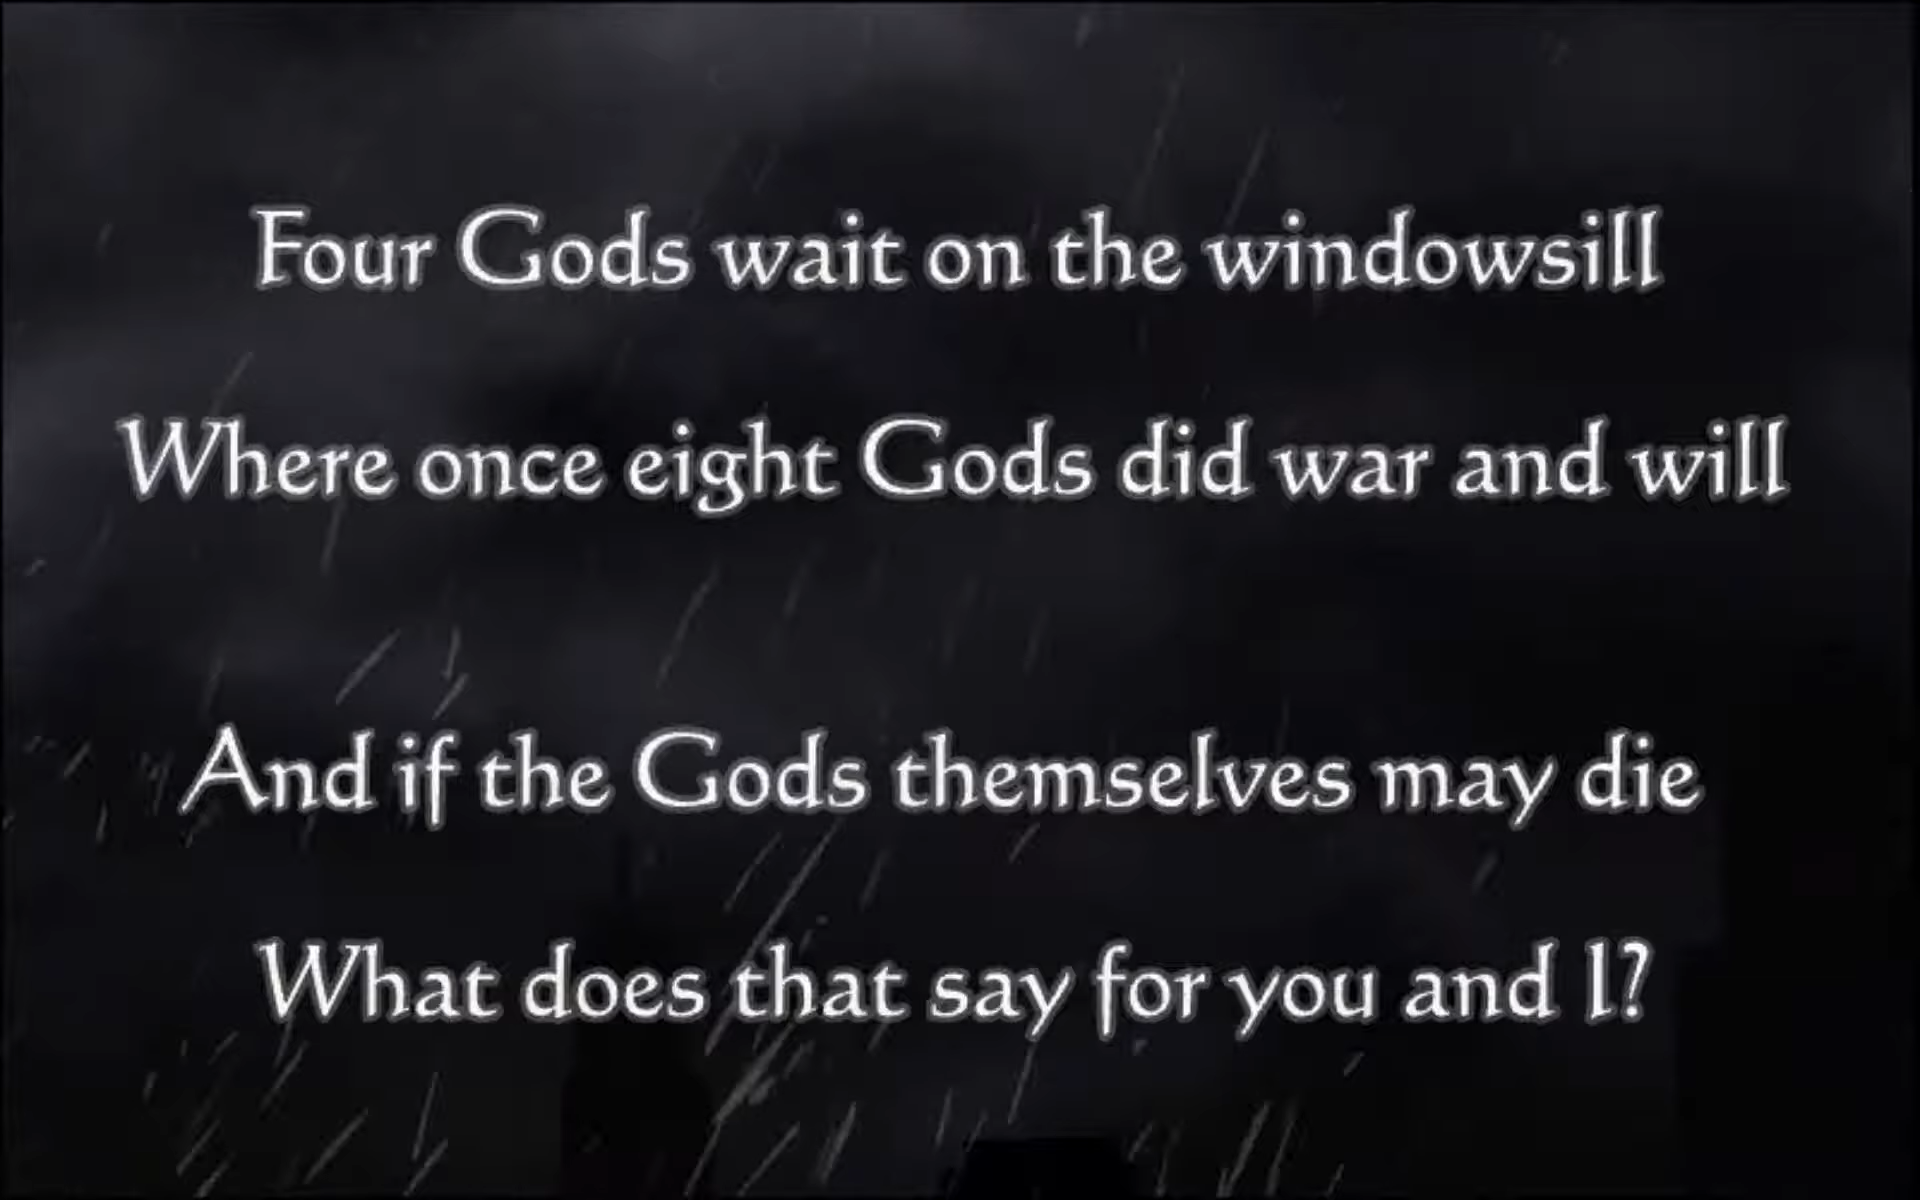 Four Gods wait on the windowsill
Where once eight Gods did war and will
And if the Gods themselves may die
What does that say for you and I?